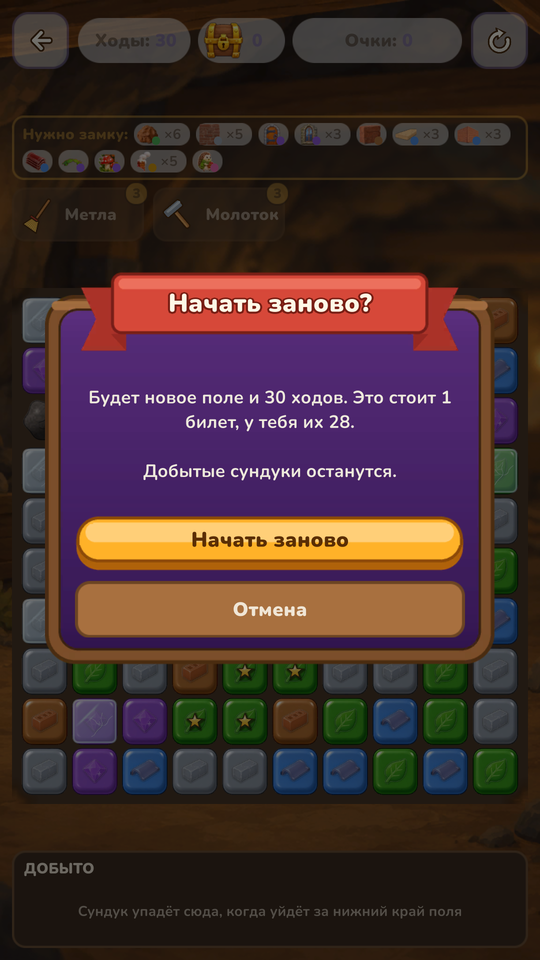 Ходы: 30
0
Очки: 0
Нужно замку:
×6
×5
×3
×3
×3
×5
Метла
3
Молоток
3
Начать заново?
Будет новое поле и 30 ходов. Это стоит 1
билет, у тебя их 28.
Добытые сундуки останутся.
Начать заново
Отмена
ДОБЫТО
Сундук упадёт сюда, когда уйдёт за нижний край поля